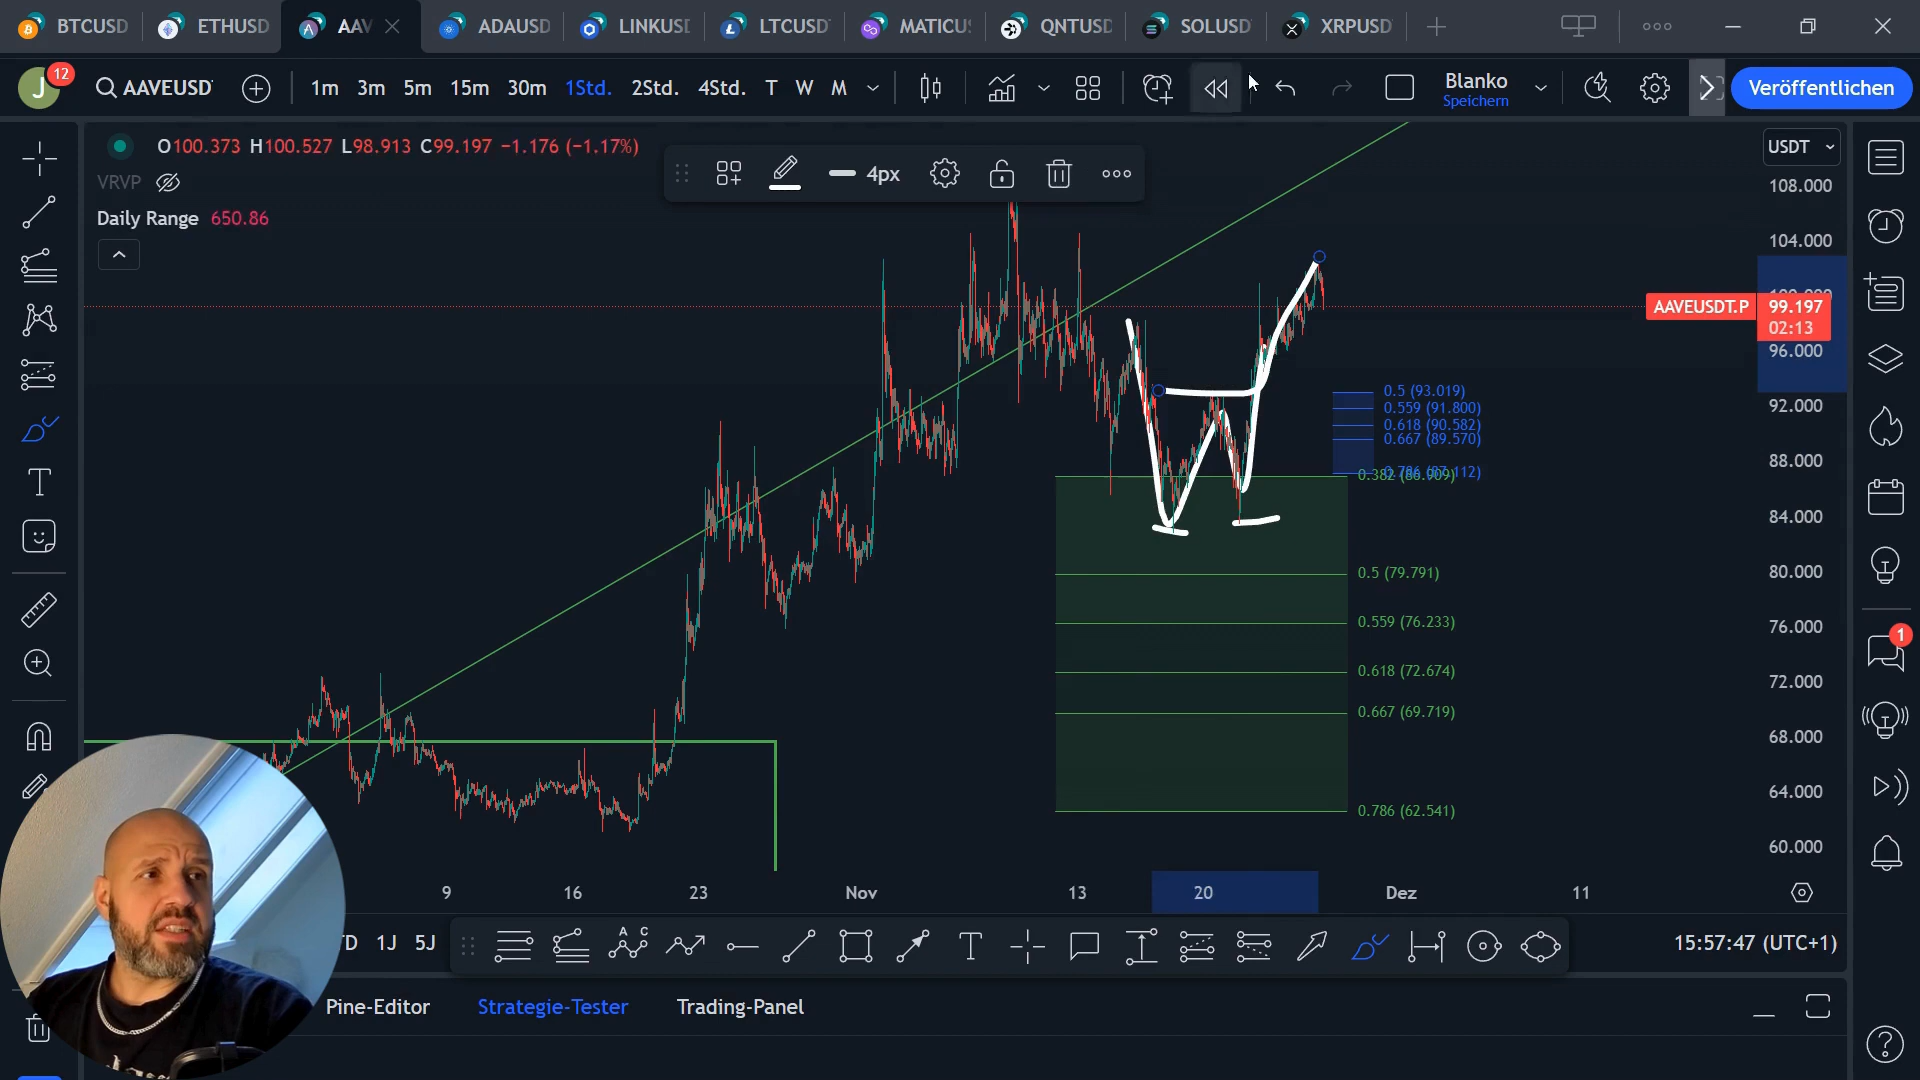 BTCUSD
ETHUSD
AAV
ADAUSD
LINKUS
LTCUSD
MATICU
QNTUSD
SOLUSD
XRPUSD
J
12
AAVEUSD
1m
3m
5m
15m
30m
1Std.
2Std.
4Std.
T
W
M
Blanko
Speichern
Veröffentlichen
O100.373 H100.527 L98.913 C99.197 −1.176 (−1.17%)
VRVP
Daily Range 650.86
4px
USDT
108.000
104.000
AAVEUSDT.P
99.197
02:13
96.000
92.000
88.000
84.000
80.000
76.000
72.000
68.000
64.000
60.000
0.5 (93.019)
0.559 (91.800)
0.618 (90.582)
0.667 (89.570)
0.5 (79.791)
0.559 (76.233)
0.618 (72.674)
0.667 (69.719)
0.786 (62.541)
1
9
16
23
Nov
13
20
Dez
11
1J
5J
A C
T
15:57:47 (UTC+1)
Pine-Editor
Strategie-Tester
Trading-Panel